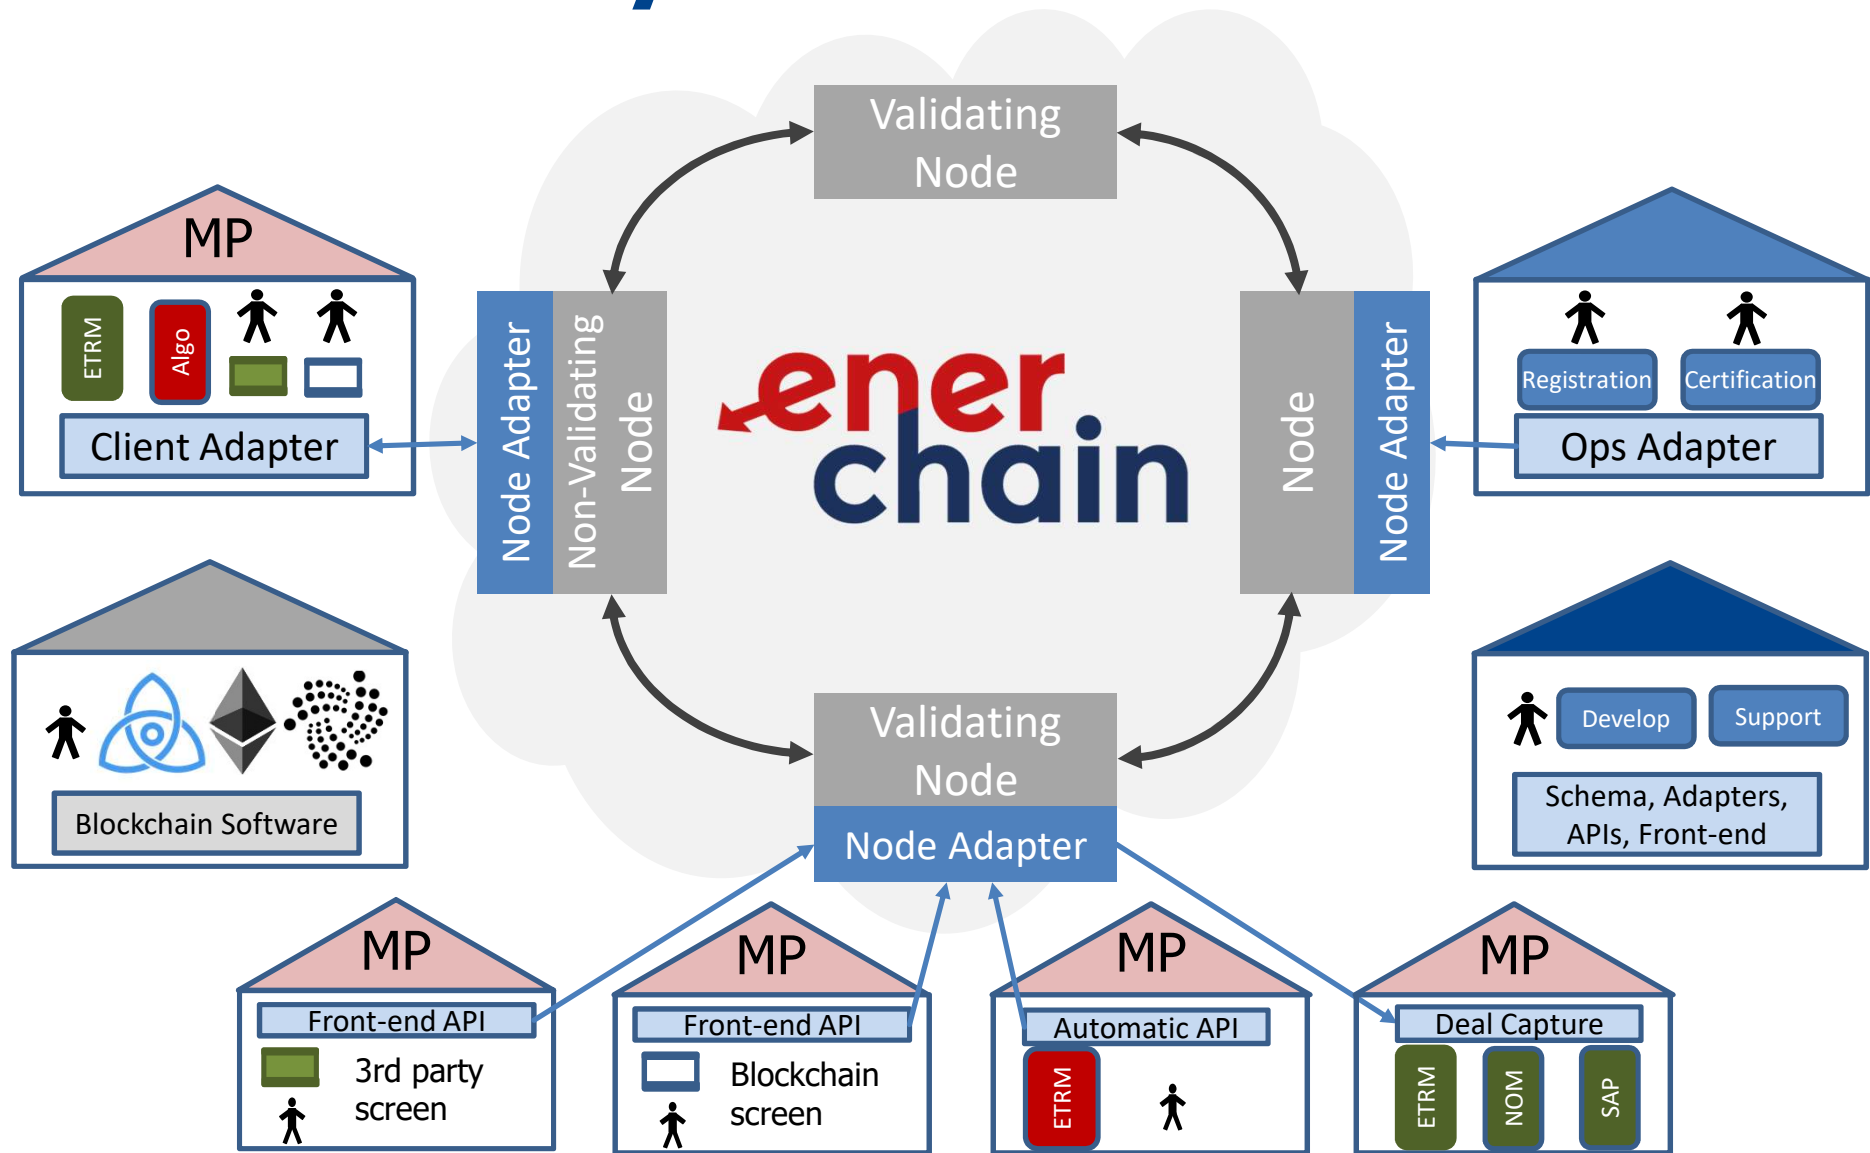 Validating
Node
MP
ETRM
Algo
Client Adapter
Node Adapter
Non-Validating
Node
ener
chain
Node
Node Adapter
Registration
Certification
Ops Adapter
Blockchain Software
Validating
Node
Node Adapter
Develop
Support
Schema, Adapters,
APIs, Front-end
MP
Front-end API
3rd party
screen
MP
Front-end API
Blockchain
screen
MP
Automatic API
ETRM
MP
Deal Capture
ETRM
NOM
SAP